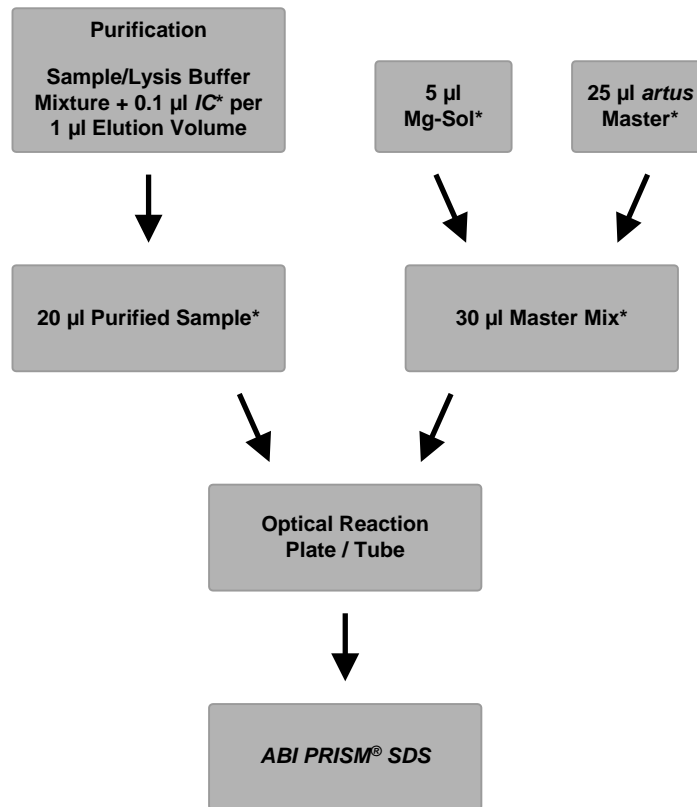 Purification
Sample/Lysis Buffer
Mixture + 0.1 µl IC* per
1 µl Elution Volume
5 µl
Mg-Sol*
25 µl artus
Master*
20 µl Purified Sample*
30 µl Master Mix*
Optical Reaction
Plate / Tube
ABI PRISM® SDS